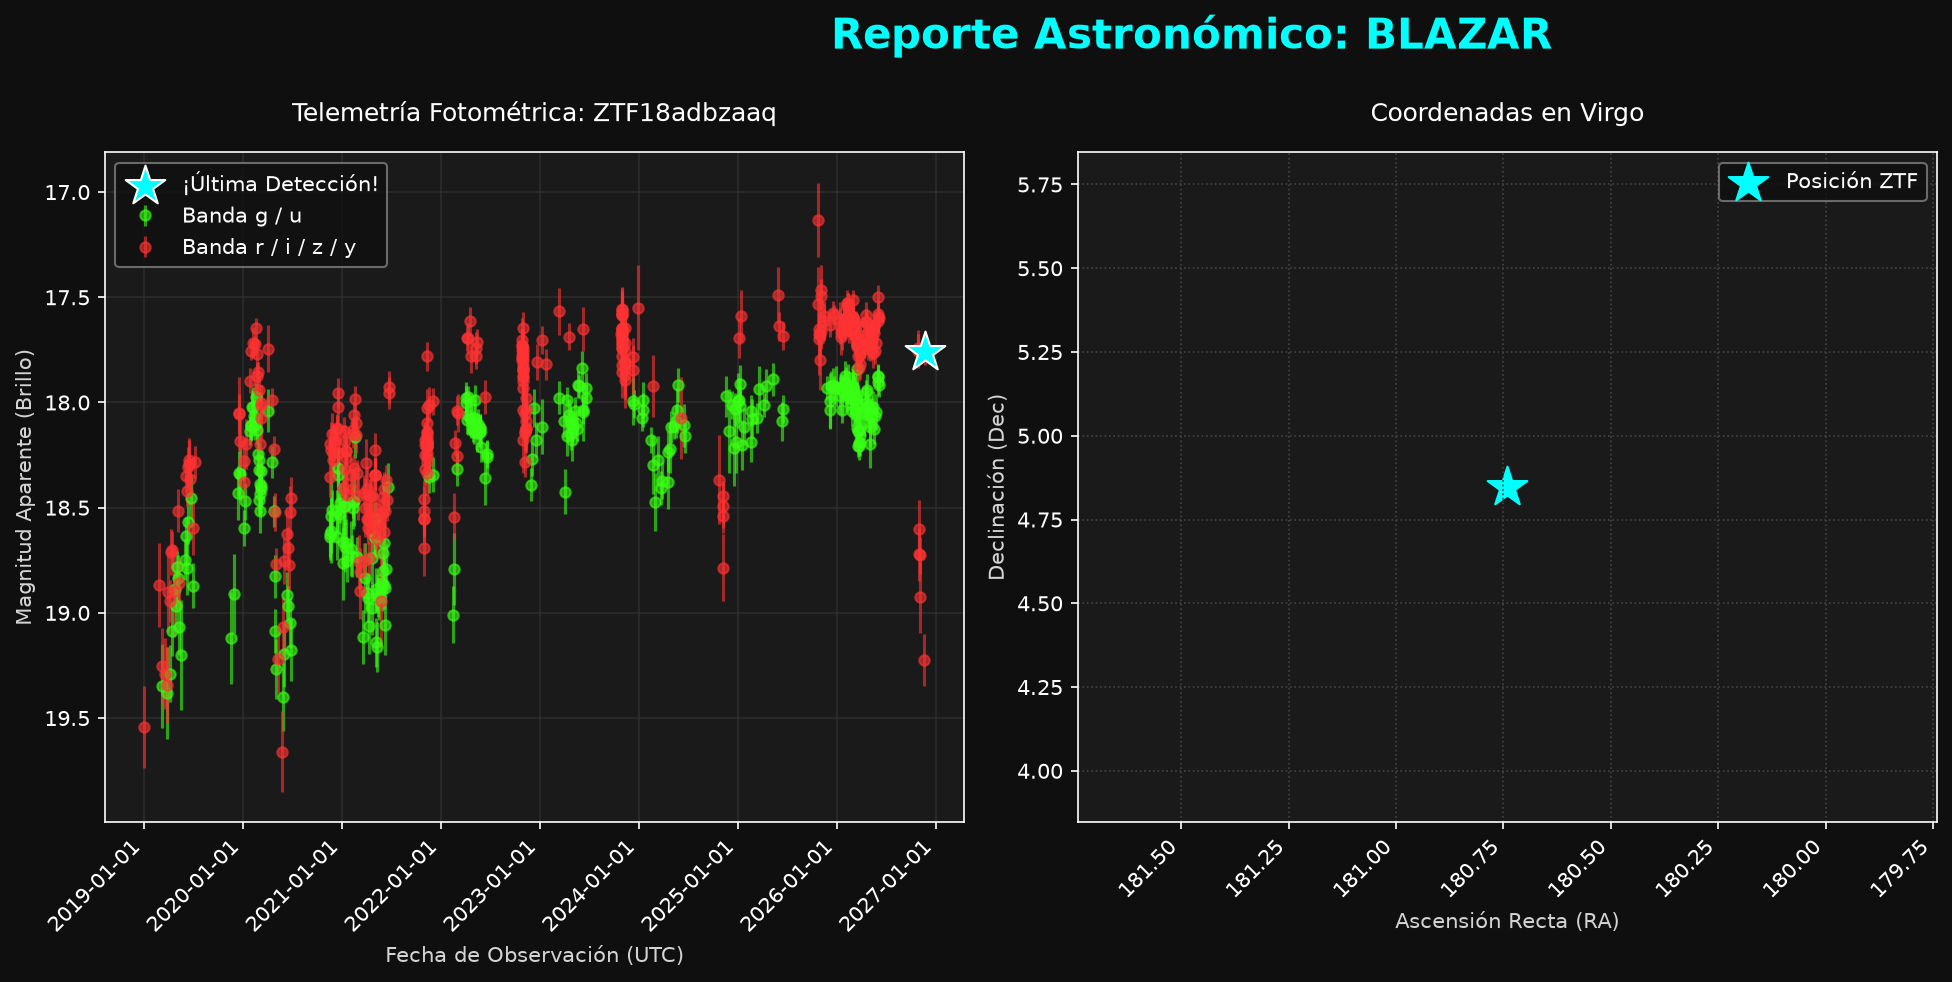 Reporte Astronómico: BLAZAR
Telemetría Fotométrica: ZTF18adbzaaq
¡Última Detección!
Banda g / u
Banda r / i / z / y
Magnitud Aparente (Brillo)
17.0
17.5
18.0
18.5
19.0
19.5
2019-01-01
2020-01-01
2021-01-01
2022-01-01
2023-01-01
2024-01-01
2025-01-01
2026-01-01
2027-01-01
Fecha de Observación (UTC)
Coordenadas en Virgo
Posición ZTF
Declinación (Dec)
5.75
5.50
5.25
5.00
4.75
4.50
4.25
4.00
181.50
181.25
181.00
180.75
180.50
180.25
180.00
179.75
Ascensión Recta (RA)